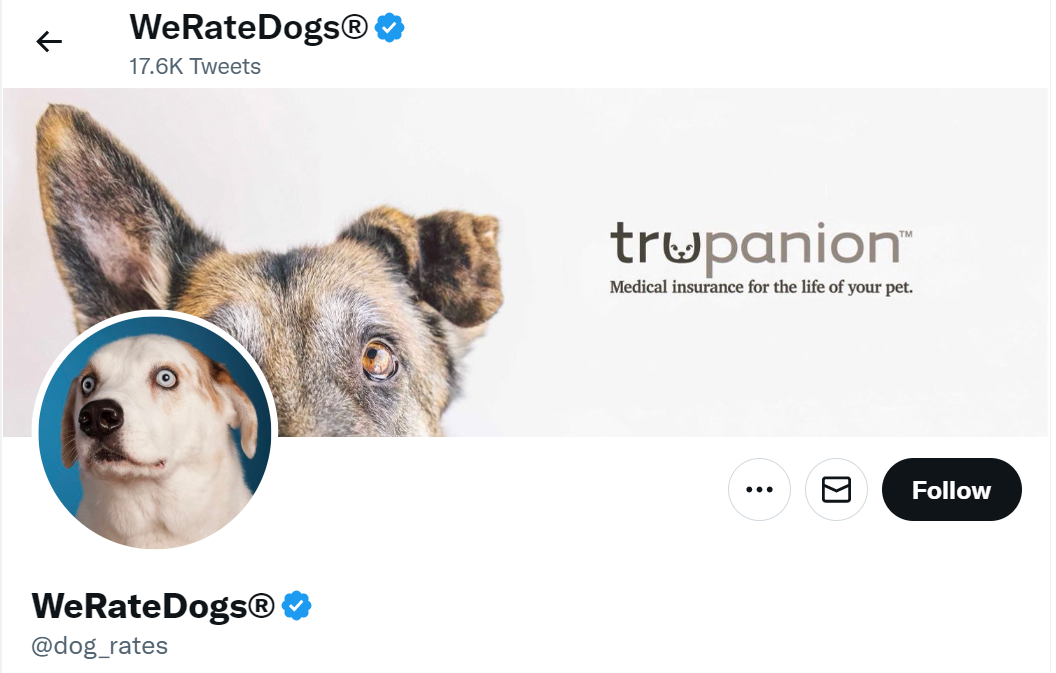 WeRateDogs®
17.6K Tweets
trupanion™
Medical insurance for the life of your pet.
Follow
WeRateDogs®
@dog_rates